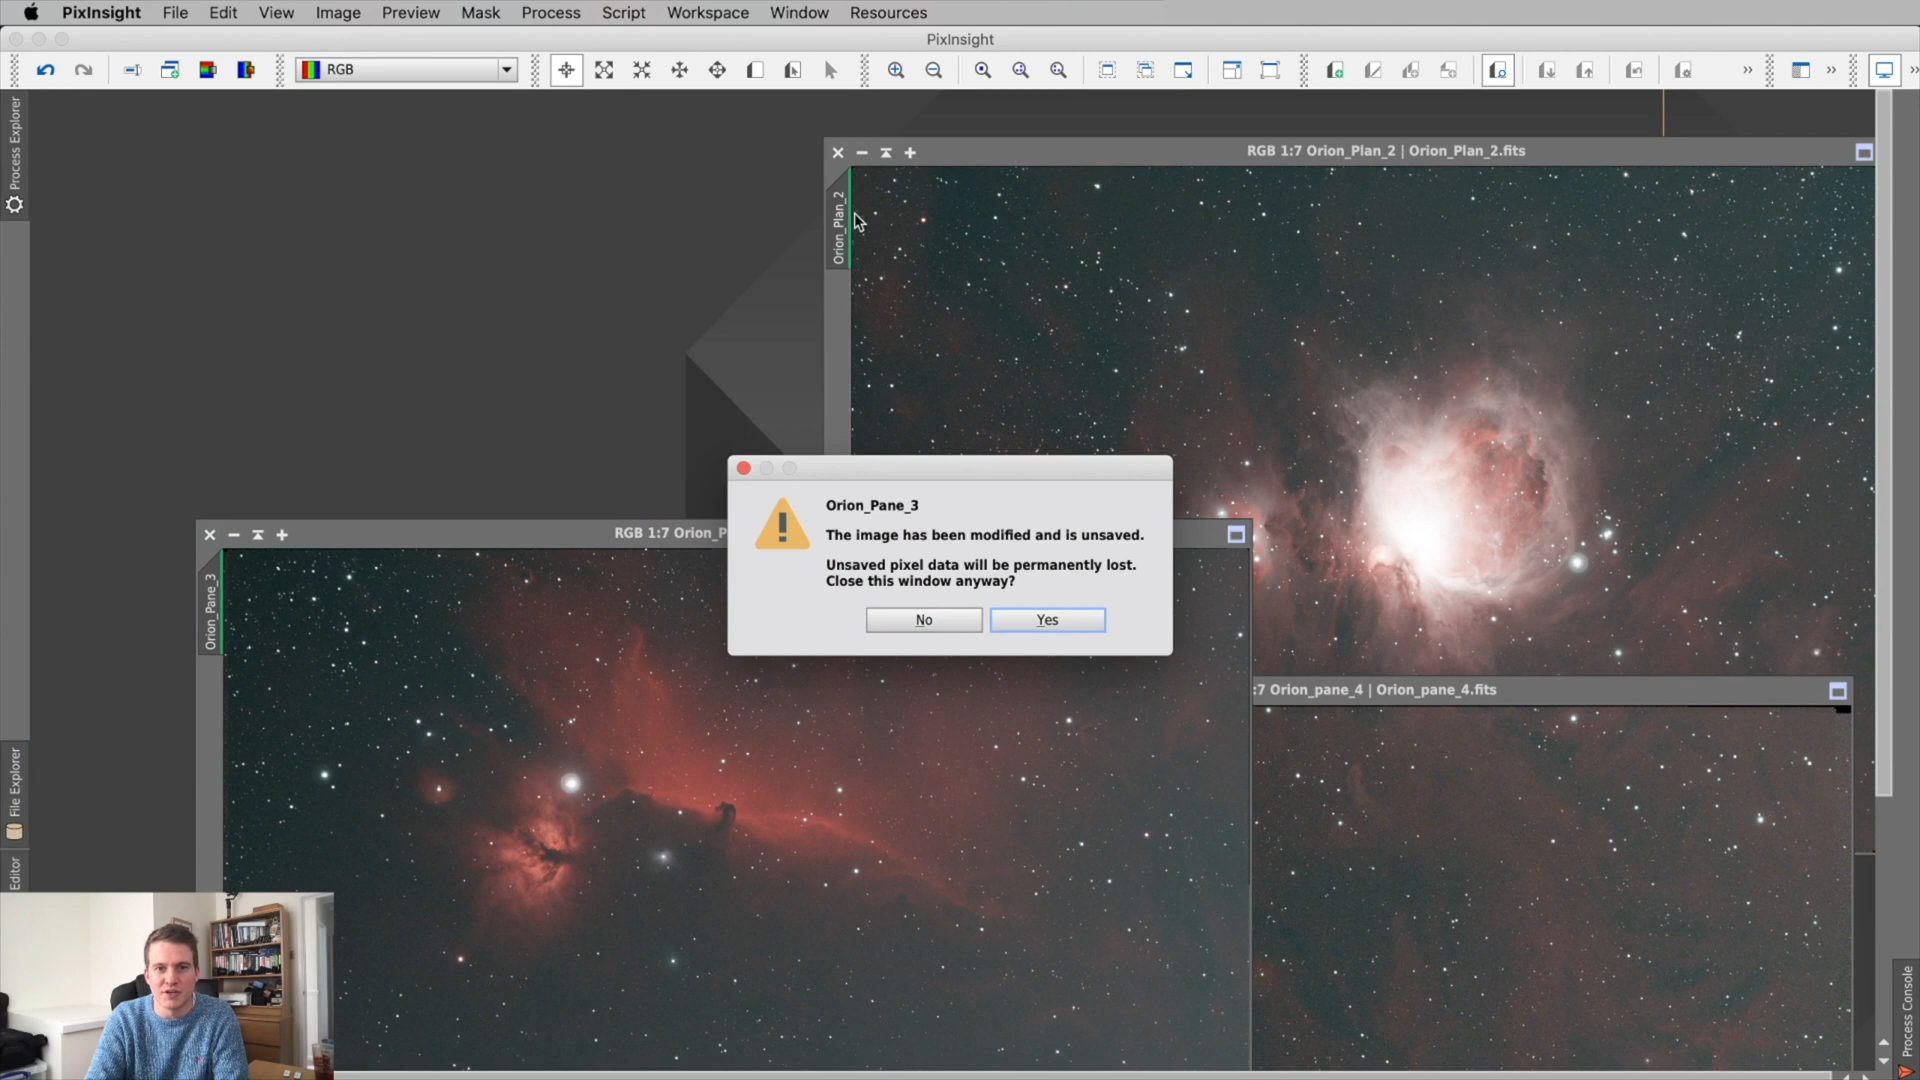 PixInsight File Edit View Image Preview Mask Process Script Workspace Window Resources
PixInsight
RGB
Process Explorer
RGB 1:7 Orion_Plan_2 | Orion_Plan_2.fits
Orion_Plan_2
Orion_Pane_3
The image has been modified and is unsaved.
Unsaved pixel data will be permanently lost.
Close this window anyway?
No Yes
RGB 1:7 Orion_P
Orion_Pane_3
:7 Orion_pane_4 | Orion_pane_4.fits
File Explorer
Editor
Process Console